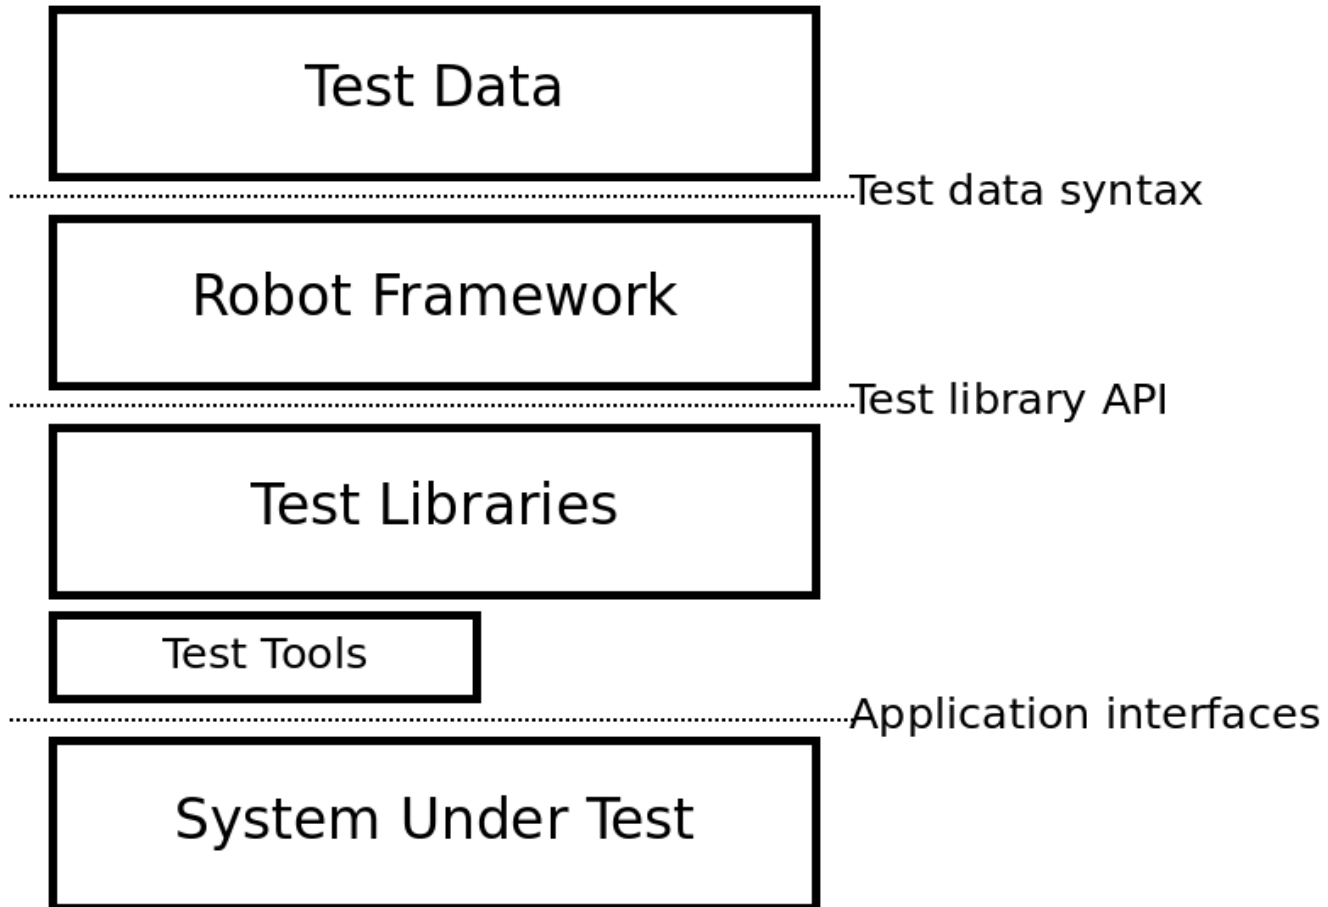 Test Data
Test data syntax
Robot Framework
Test library API
Test Libraries
Test Tools
Application interfaces
System Under Test